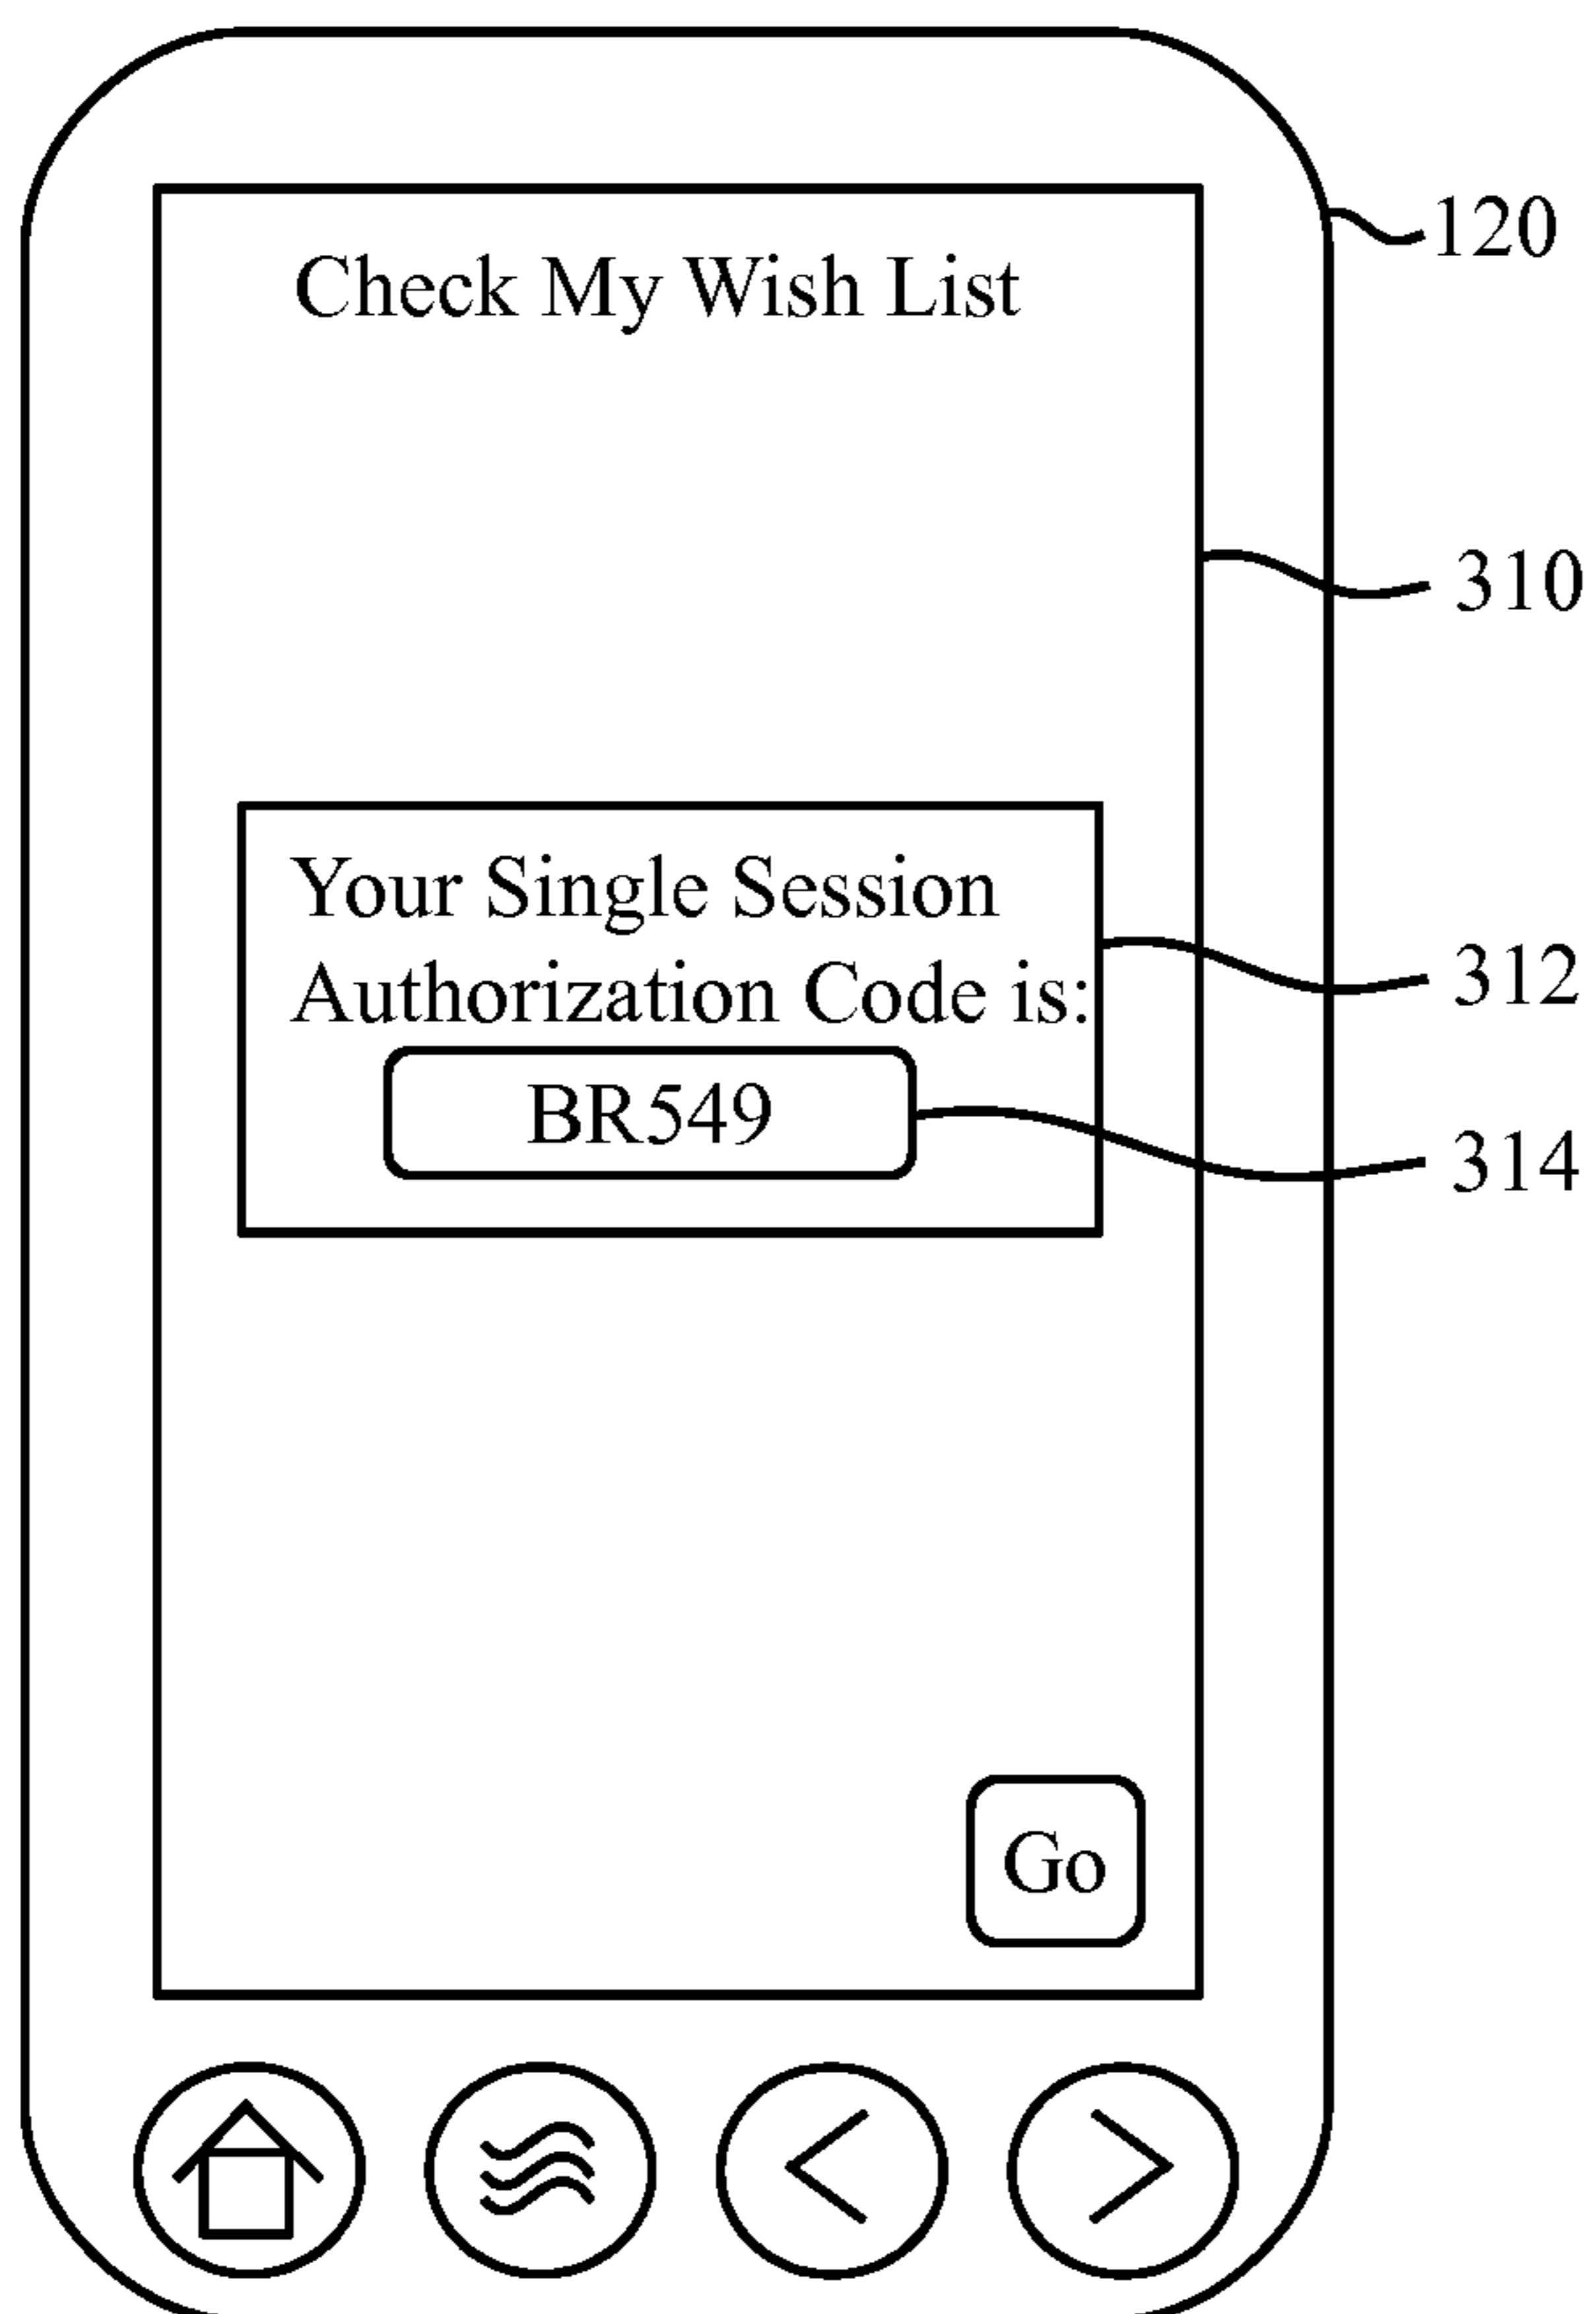 Check My Wish List
120
310
Your Single Session
Authorization Code is:
312
BR549
314
Go